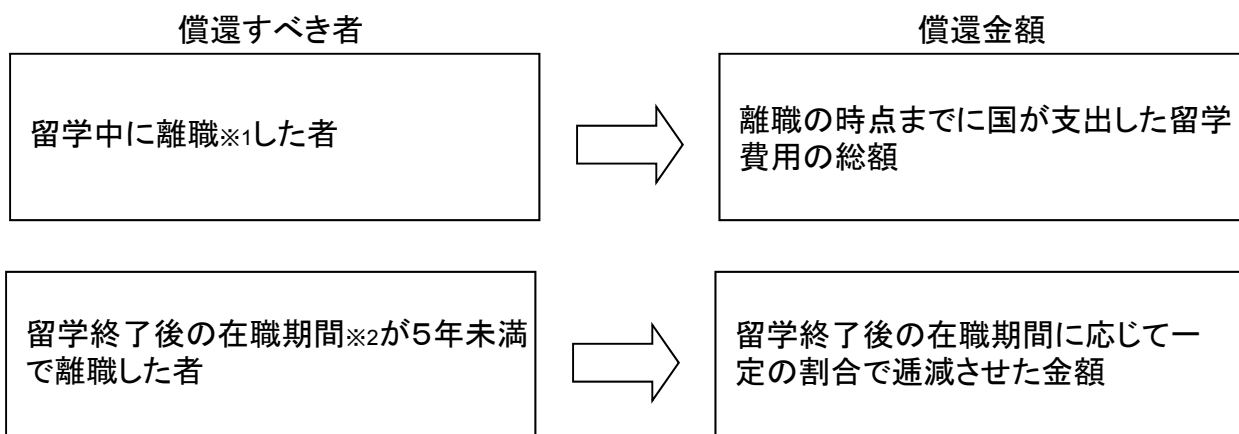 償還すべき者
償還金額
留学中に離職※1した者
離職の時点までに国が支出した留学
費用の総額
留学終了後の在職期間※2が５年未満
で離職した者
留学終了後の在職期間に応じて一
定の割合で逓減させた金額